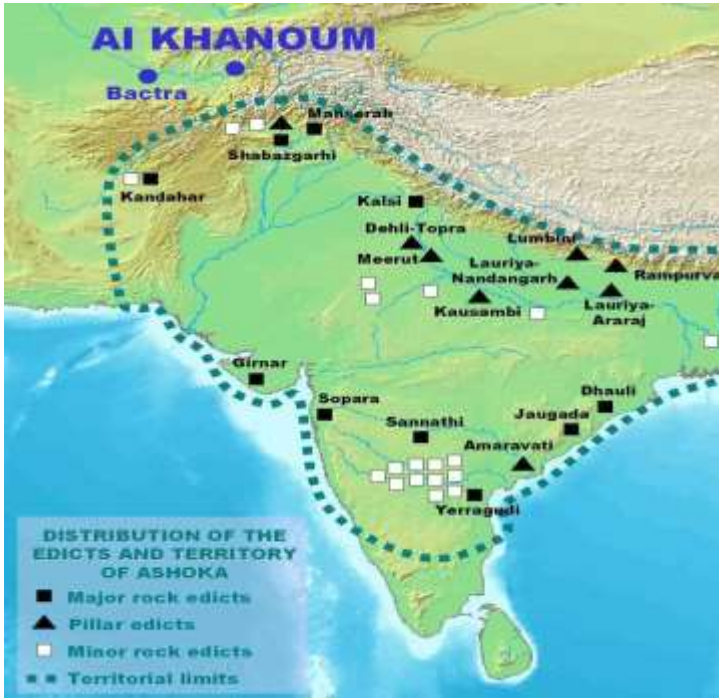 AI KHANOUM
Bactra
Manserah
Shabazgarhi
Kandahar
Kalsi
Dehli-Topra
Lumbini
Meerut
Lauriya-
Nandangarh
Rampurva
Kausambi
Lauriya-
Araraj
Girnar
Sopara
Dhauli
Sannathi
Jaugada
Amaravati
Yerragudi
DISTRIBUTION OF THE
EDICTS AND TERRITORY
OF ASHOKA
Major rock edicts
Pillar edicts
Minor rock edicts
Territorial limits